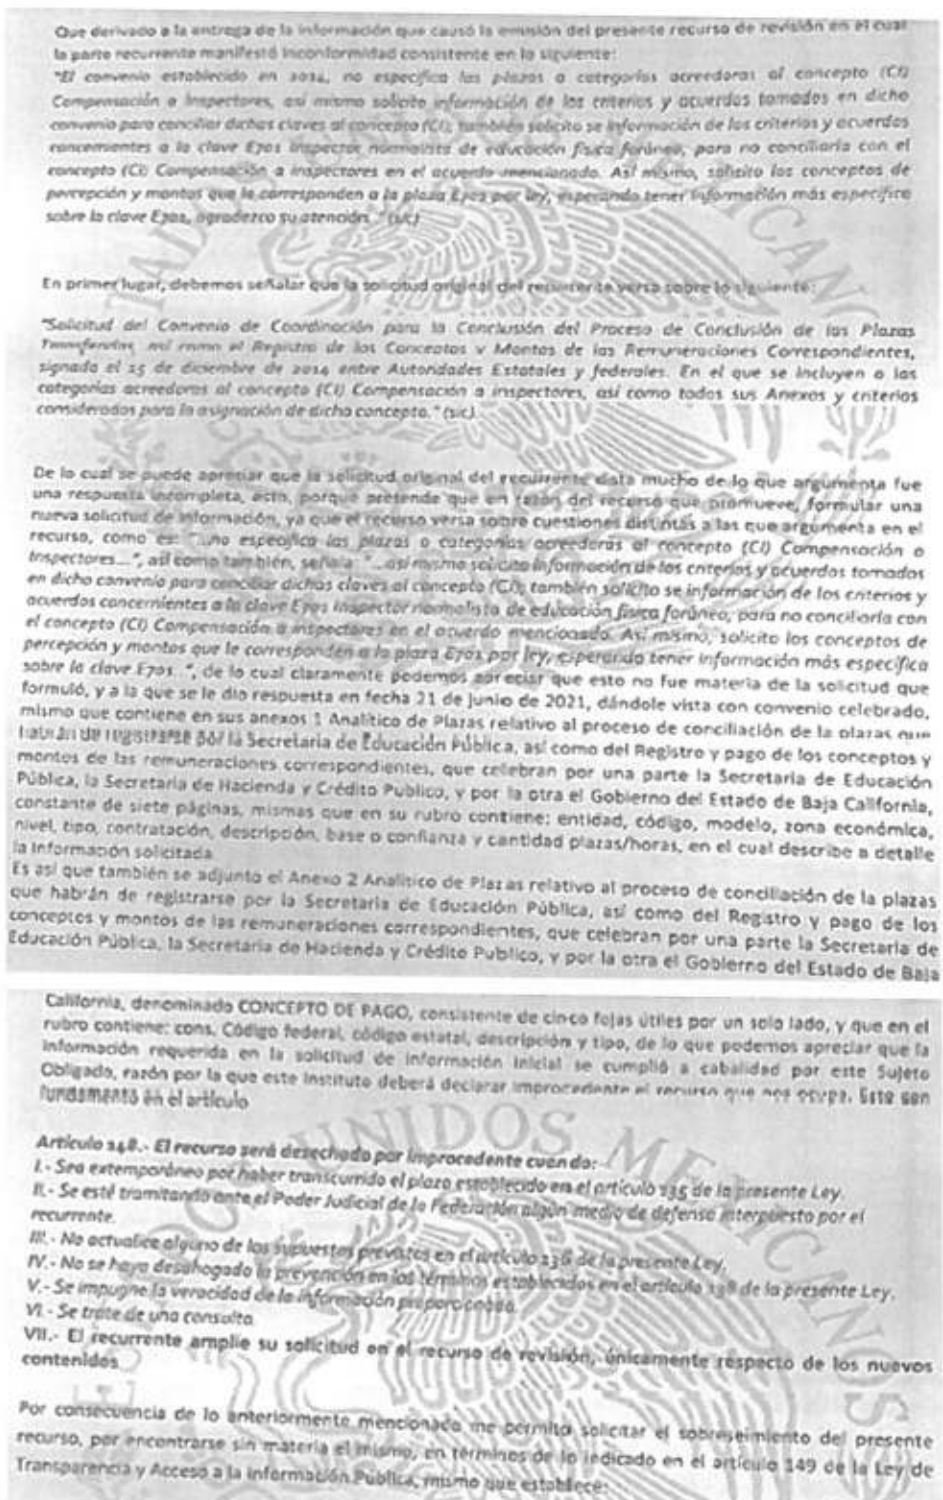 Que derivado a la entrega de la información que causó la emisión del presente recurso de revisión en el cual
la parte recurrente manifestó inconformidad consistente en lo siguiente:
"El convenio establecido en 2014, no especifica las plazas o categorías acreedoras al concepto (CI)
Compensación a Inspectores, así mismo solicito información de los criterios y acuerdos tomados en dicho
convenio para conciliar dichas claves al concepto (CI), también solicito se información de los criterios y acuerdos
concernientes a la clave E701 inspector normalista de educación física foráneo, para no conciliaría con el
concepto (CI) Compensación a inspectores en el acuerdo mencionado. Así mismo, solicito los conceptos de
percepción y montos que le corresponden a la plaza E701 por ley, esperando tener información más especifica
sobre la clave E701, agradezco su atención." (sic)
En primer lugar, debemos señalar que la solicitud original del recurrente versa sobre lo siguiente:
"Solicitud del Convenio de Coordinación para la Conclusión del Proceso de Conclusión de las Plazas
Transferidas, así como el Registro de los Conceptos y Montos de las Remuneraciones Correspondientes,
signado el 15 de diciembre de 2014 entre Autoridades Estatales y federales. En el que se incluyen a las
categorías acreedoras al concepto (CI) Compensación a inspectores, así como todos sus Anexos y criterios
considerados para la asignación de dicho concepto." (sic)
De lo cual se puede apreciar que la solicitud original del recurrente dista mucho de lo que argumenta fue
una respuesta incompleta, esto, porque pretende que en razón del recurso que promueve, formular una
nueva solicitud de información, ya que el recurso versa sobre cuestiones distintas a las que argumenta en el
recurso, como es: "...no especifica las plazas o categorías acreedoras al concepto (CI) Compensación a
Inspectores...", así como también, señala: "...así mismo solicito información de los criterios y acuerdos tomados
en dicho convenio para conciliar dichas claves al concepto (CI), también solicito se información de los criterios y
acuerdos concernientes a la clave E701 inspector normalista de educación física foráneo, para no conciliaría con
el concepto (CI) Compensación a inspectores en el acuerdo mencionado. Así mismo, solicito los conceptos de
percepción y montos que le corresponden a la plaza E701 por ley, esperando tener información más especifica
sobre la clave E701...", de lo cual claramente podemos apreciar que esto no fue materia de la solicitud que
formuló, y a la que se le dio respuesta en fecha 21 de junio de 2021, dándole vista con convenio celebrado,
mismo que contiene en sus anexos 1 Analítico de Plazas relativo al proceso de conciliación de la plazas que
habrán de registrarse por la Secretaria de Educación Pública, así como del Registro y pago de los conceptos y
montos de las remuneraciones correspondientes, que celebran por una parte la Secretaría de Educación
Pública, la Secretaría de Hacienda y Crédito Publico, y por la otra el Gobierno del Estado de Baja California,
constante de siete páginas, mismas que en su rubro contiene: entidad, código, modelo, zona económica,
nivel, tipo, contratación, descripción, base o confianza y cantidad plazas/horas, en el cual describe a detalle
la Información solicitada
Es así que también se adjunto el Anexo 2 Analítico de Plazas relativo al proceso de conciliación de la plazas
que habrán de registrarse por la Secretaría de Educación Pública, así como del Registro y pago de los
conceptos y montos de las remuneraciones correspondientes, que celebran por una parte la Secretaría de
Educación Pública, la Secretaría de Hacienda y Crédito Publico, y por la otra el Gobierno del Estado de Baja
California, denominado CONCEPTO DE PAGO, consistente de cinco fojas útiles por un solo lado, y que en el
rubro contiene: cons. Código federal, código estatal, descripción y tipo, de lo que podemos apreciar que la
información requerida en la solicitud de información inicial se cumplió a cabalidad por este Sujeto
Obligado, razón por la que este Instituto deberá declarar improcedente el recurso que nos ocupa. Esto con
fundamento en el artículo
Artículo 148.- El recurso será desechado por improcedente cuando:
I.- Sea extemporáneo por haber transcurrido el plazo establecido en el artículo 135 de la presente Ley.
II.- Se esté tramitando ante el Poder Judicial de la Federación algún medio de defensa interpuesto por el
recurrente.
III.- No actualice alguno de los supuestos previstos en el artículo 136 de la presente Ley.
IV.- No se haya desahogado la prevención en los términos establecidos en el artículo 138 de la presente Ley.
V.- Se impugne la veracidad de la información proporcionada.
VI.- Se trate de una consulta.
VII.- El recurrente amplie su solicitud en el recurso de revisión, únicamente respecto de los nuevos
contenidos
Por consecuencia de lo anteriormente mencionado me permito solicitar el sobreseimiento del presente
recurso, por encontrarse sin materia el mismo, en términos de lo indicado en el artículo 149 de la Ley de
Transparencia y Acceso a la Información Pública, mismo que establece: